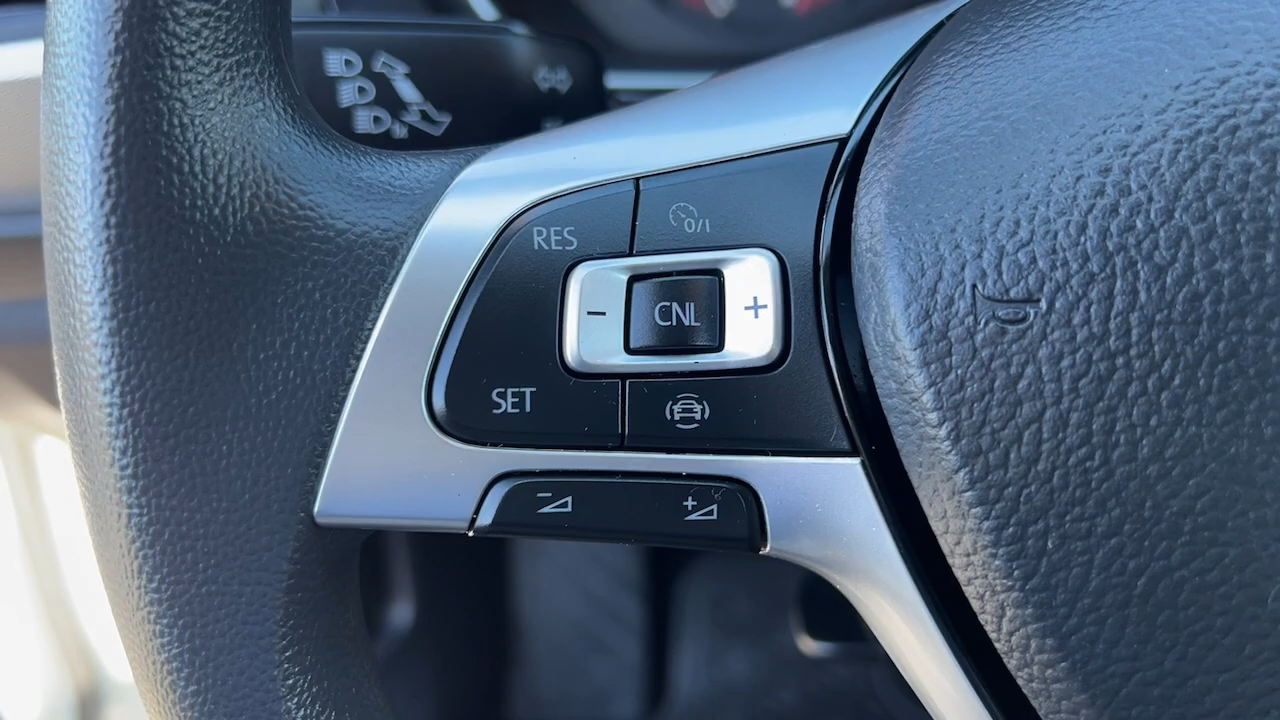 RES
0/I
- CNL +
SET
- +